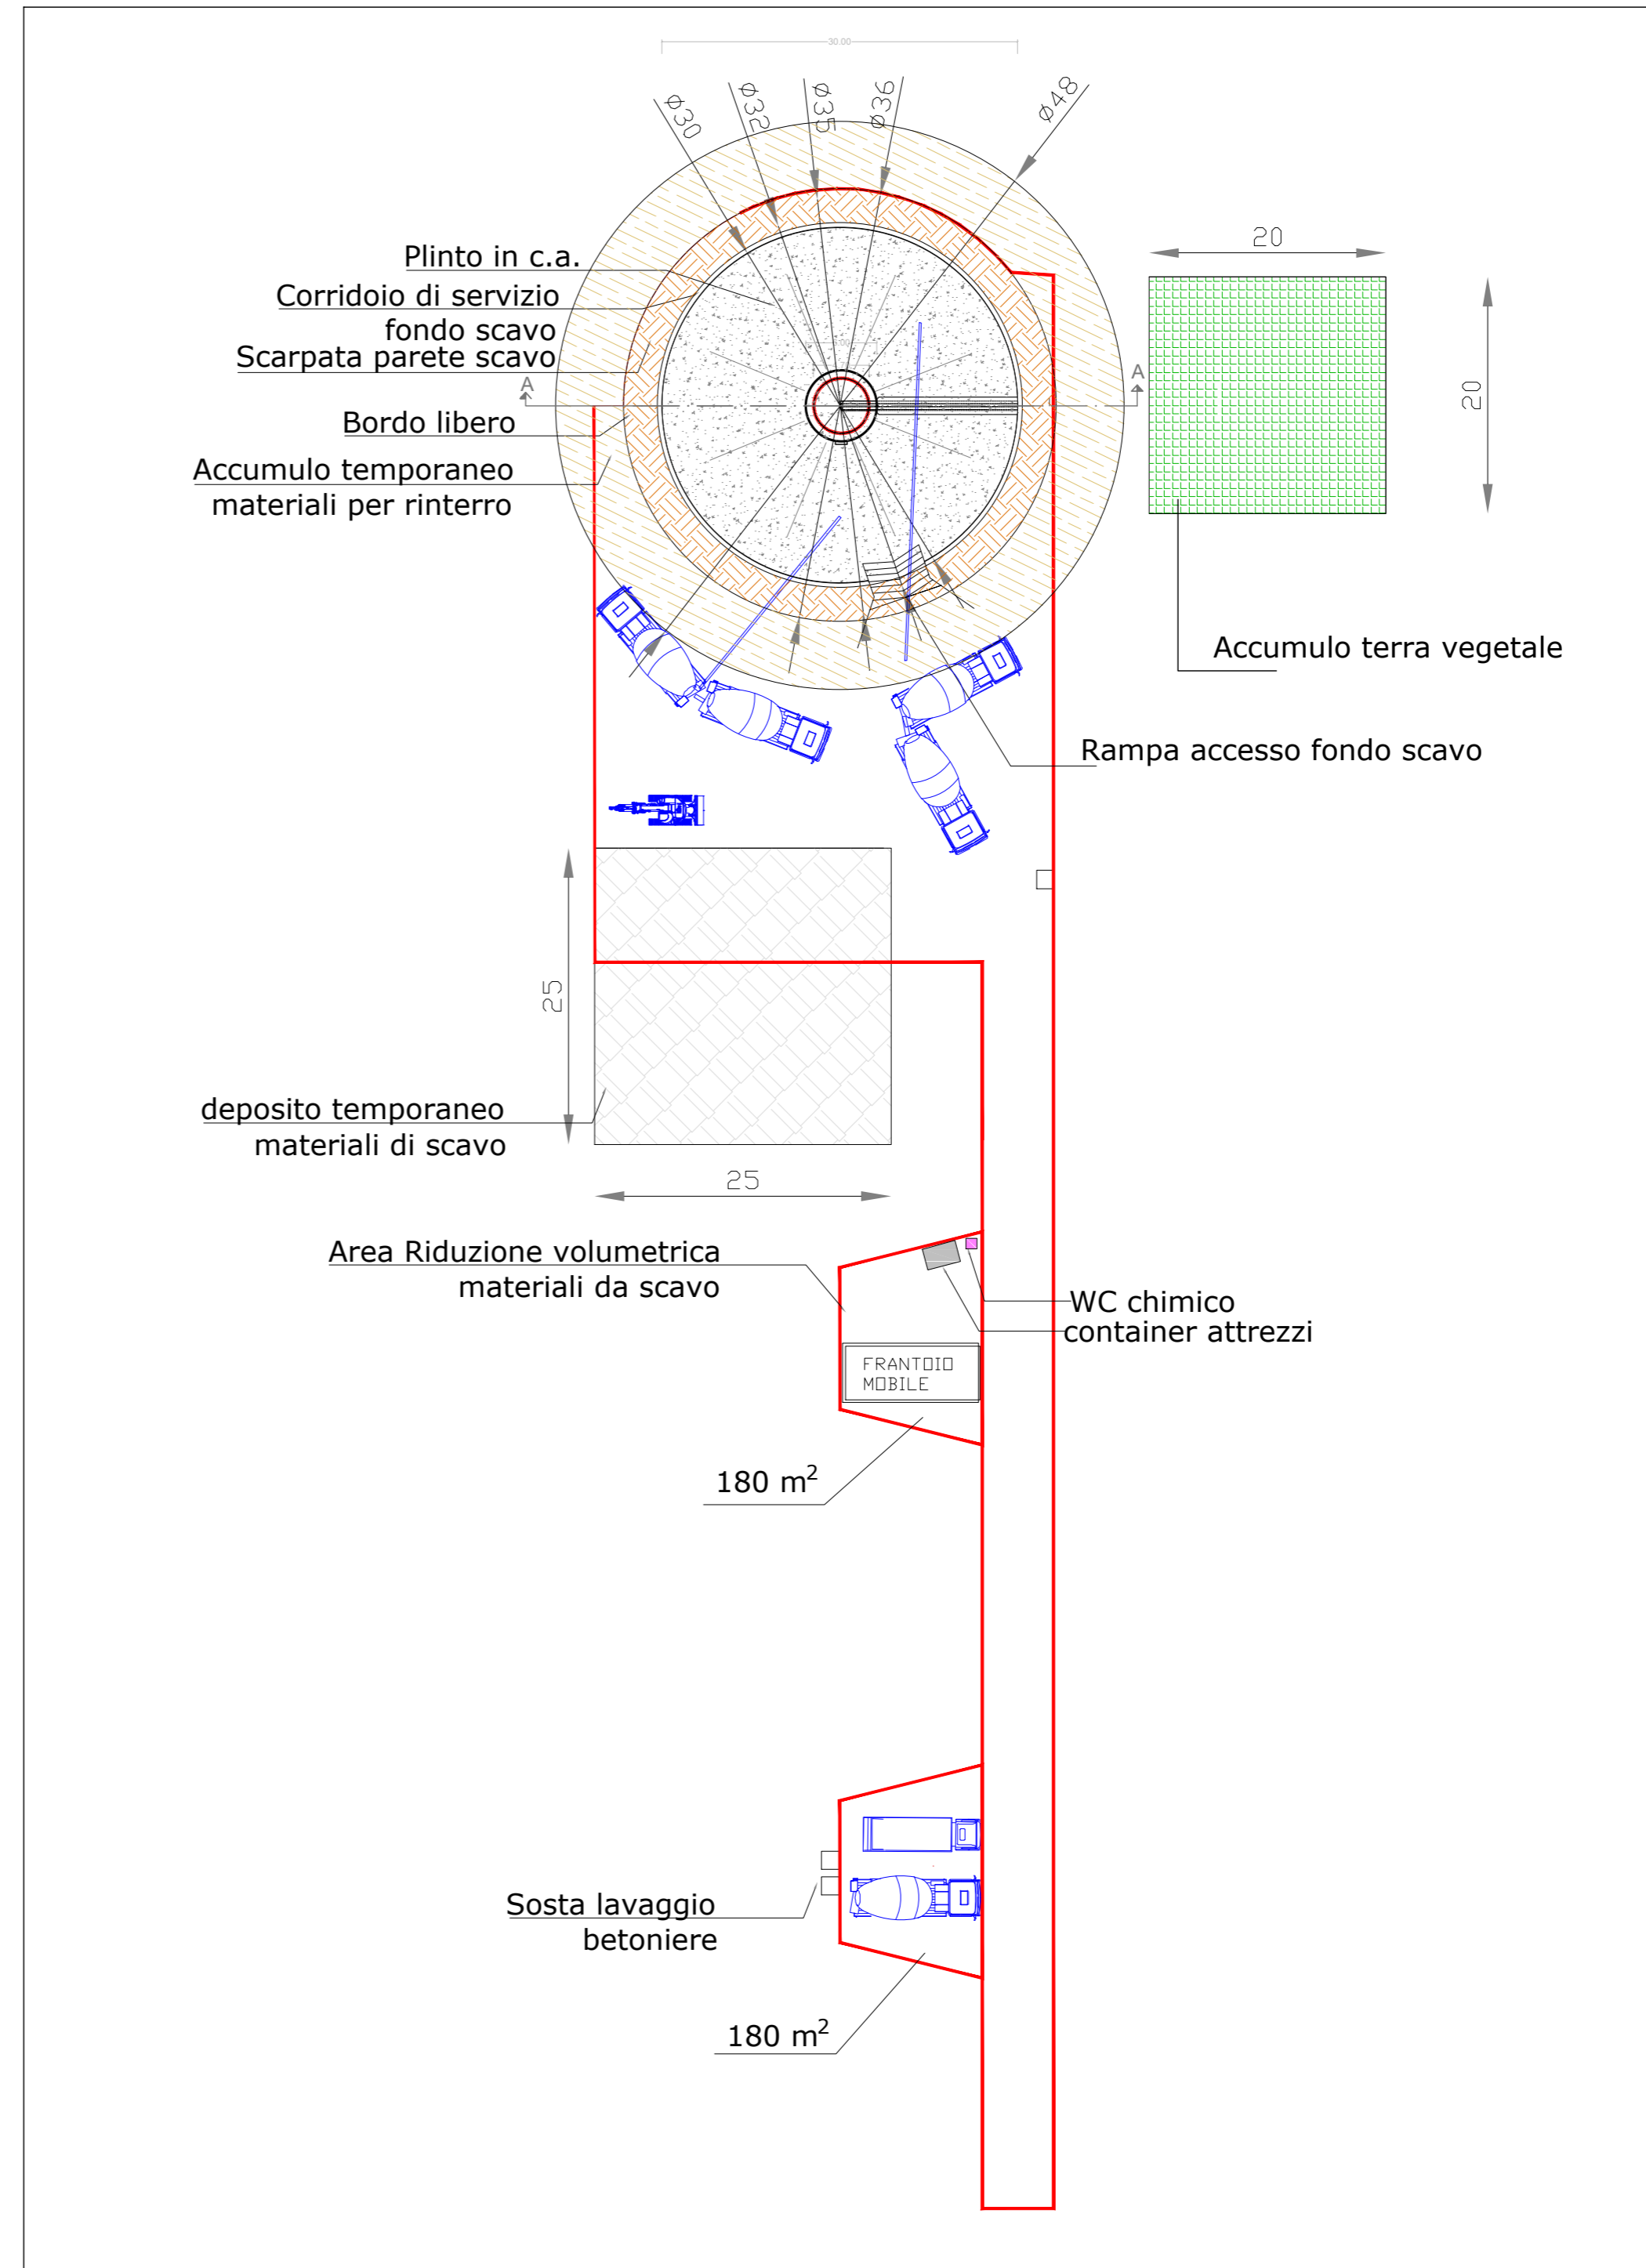 30.00
Ø30
Ø32
Ø35
Ø36
Ø48
20
20
Plinto in c.a.
Corridoio di servizio
fondo scavo
Scarpata parete scavo
A
A
Bordo libero
Accumulo temporaneo
materiali per rinterro
Accumulo terra vegetale
Rampa accesso fondo scavo
25
deposito temporaneo
materiali di scavo
25
Area Riduzione volumetrica
materiali da scavo
WC chimico
container attrezzi
FRANTOIO
MOBILE
180 m²
Sosta lavaggio
betoniere
180 m²